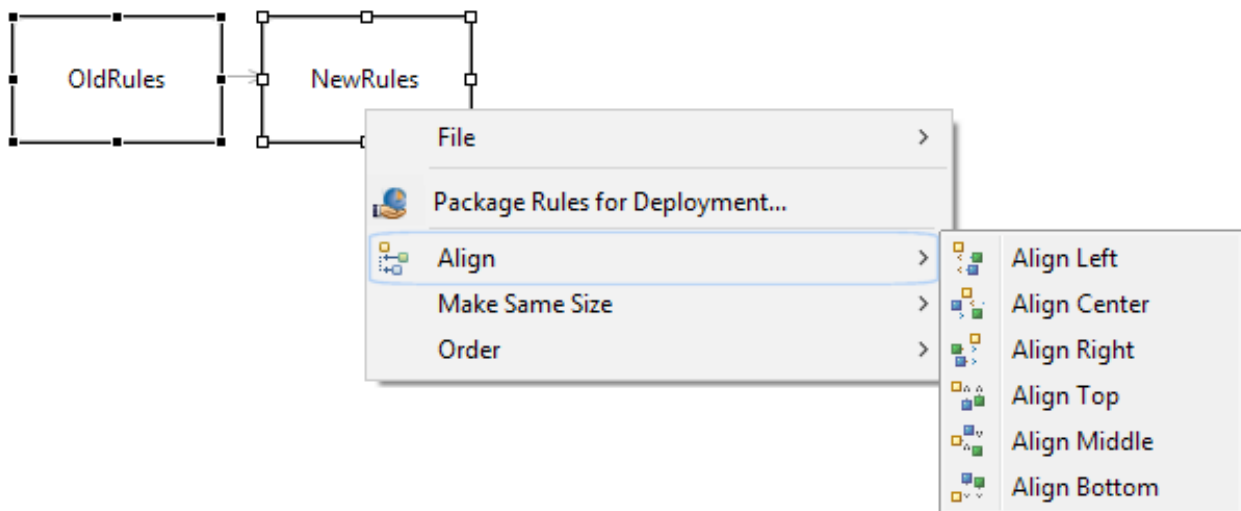 OldRules
NewRules
File
Package Rules for Deployment...
Align
Make Same Size
Order
Align Left
Align Center
Align Right
Align Top
Align Middle
Align Bottom